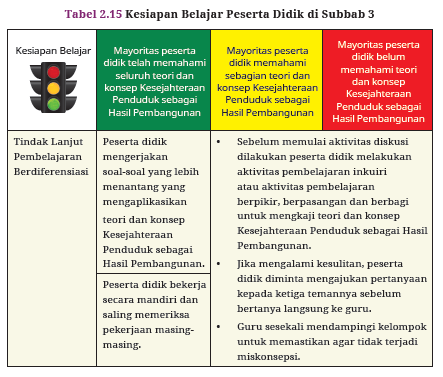 Tabel 2.15 Kesiapan Belajar Peserta Didik di Subbab 3
Kesiapan Belajar
Mayoritas peserta
didik telah memahami
seluruh teori dan
konsep Kesejahteraan
Penduduk sebagai
Hasil Pembangunan
Mayoritas peserta
didik memahami
sebagian teori dan
konsep Kesejahteraan
Penduduk sebagai
Hasil Pembangunan
Mayoritas peserta
didik belum
memahami teori
dan konsep
Kesejahteraan
Penduduk sebagai
Hasil Pembangunan
Tindak Lanjut
Pembelajaran
Berdiferensiasi
Peserta didik
mengerjakan
soal-soal yang lebih
menantang yang
mengaplikasikan
teori dan konsep
Kesejahteraan
Penduduk sebagai
Hasil Pembangunan.
Peserta didik bekerja
secara mandiri dan
saling memeriksa
pekerjaan masing-
masing.
• Sebelum memulai aktivitas diskusi
dilakukan peserta didik melakukan
aktivitas pembelajaran inkuiri
atau aktivitas pembelajaran
berpikir, berpasangan dan berbagi
untuk mengkaji teori dan konsep
Kesejahteraan Penduduk sebagai Hasil
Pembangunan.
• Jika mengalami kesulitan, peserta
didik diminta mengajukan pertanyaan
kepada ketiga temannya sebelum
bertanya langsung ke guru.
• Guru sesekali mendampingi kelompok
untuk memastikan agar tidak terjadi
miskonsepsi.